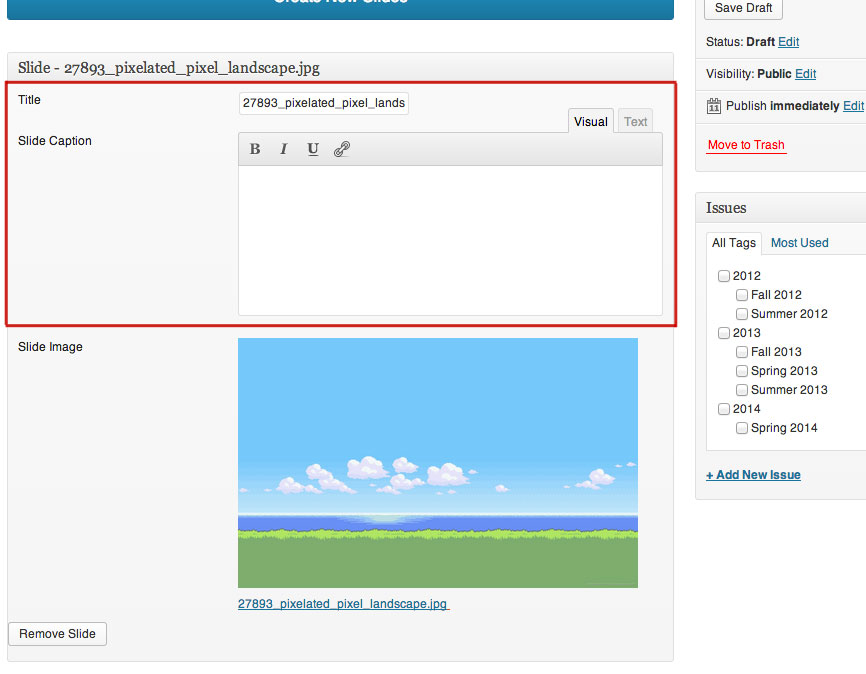 Create New Slides
Slide - 27893_pixelated_pixel_landscape.jpg
Title
27893_pixelated_pixel_lands
Visual
Text
Slide Caption
B I U
Slide Image
27893_pixelated_pixel_landscape.jpg
Remove Slide
Save Draft
Status: Draft Edit
Visibility: Public Edit
11 Publish immediately Edit
Move to Trash
Issues
All Tags
Most Used
2012
Fall 2012
Summer 2012
2013
Fall 2013
Spring 2013
Summer 2013
2014
Spring 2014
+ Add New Issue